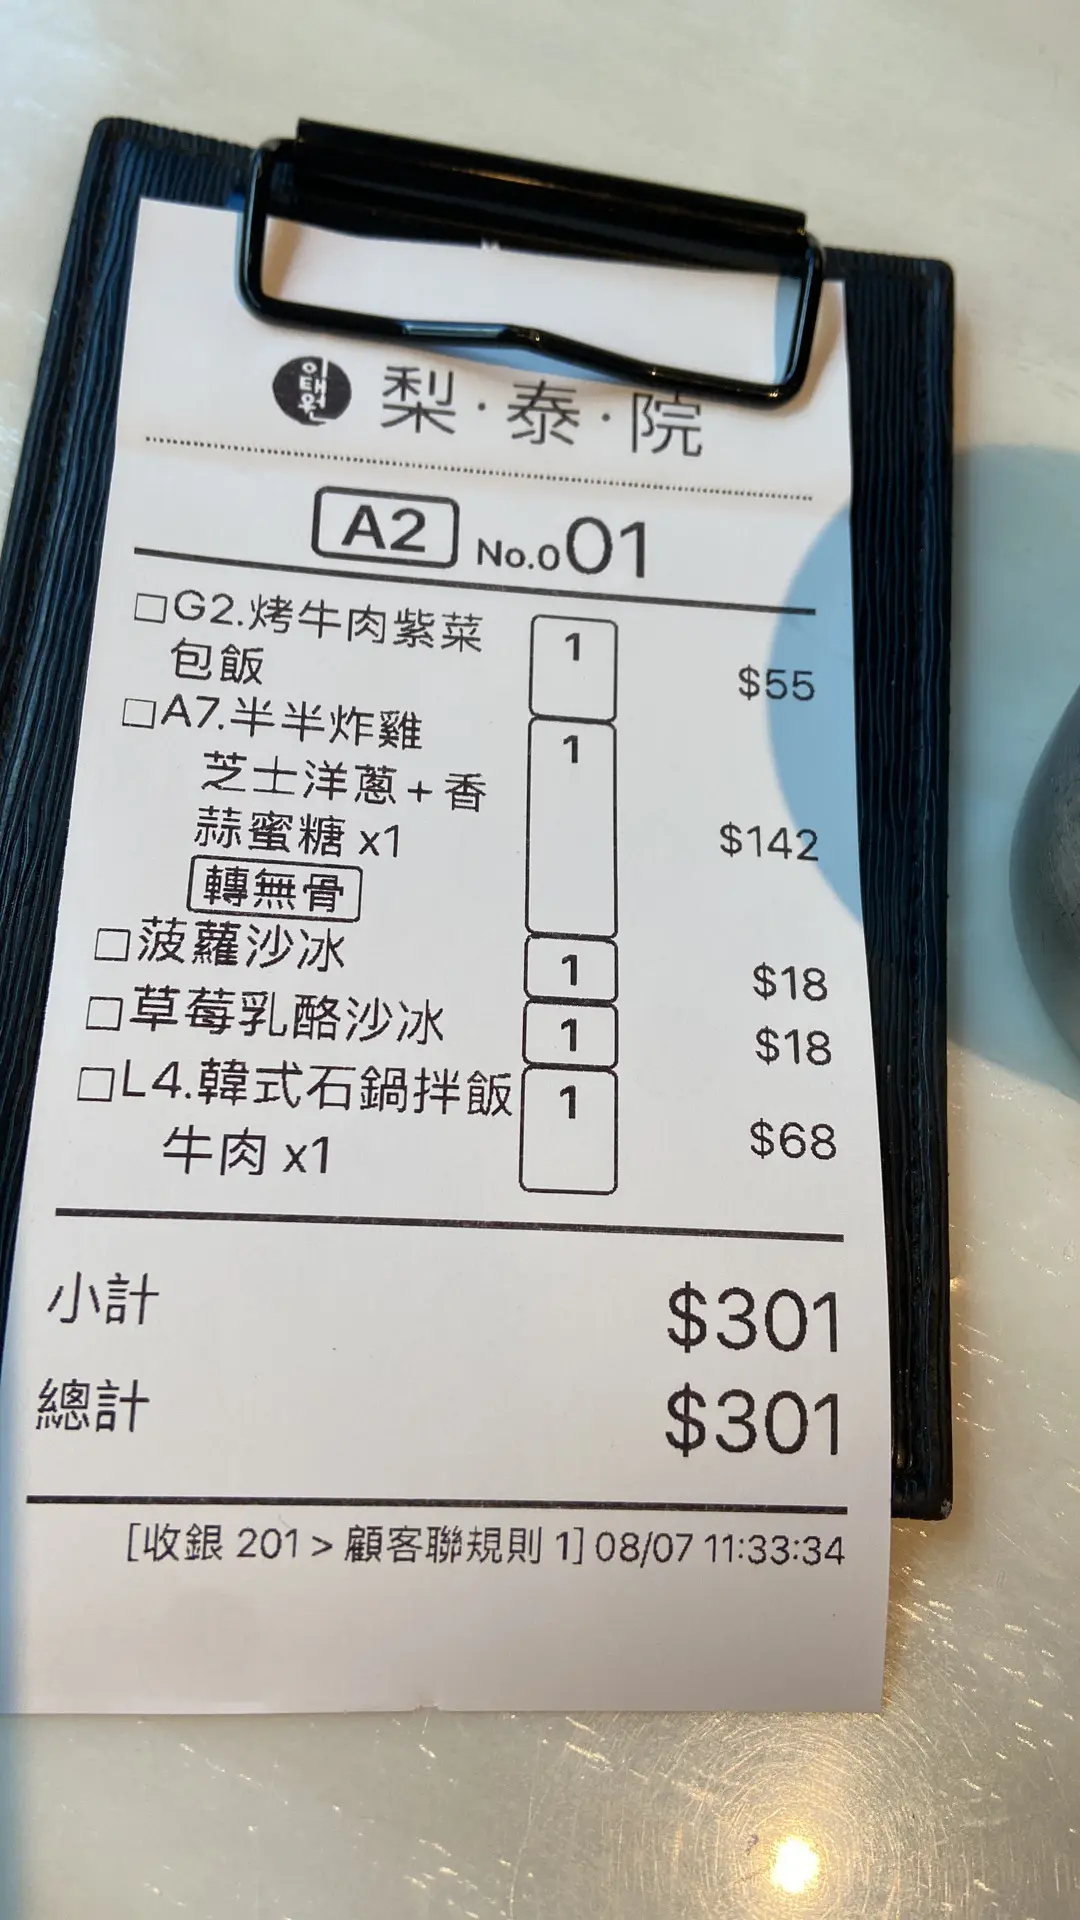 이태원 梨·泰·院
A2 No.001
□G2.烤牛肉紫菜 1
包飯 $55
□A7.半半炸雞 1
芝士洋蔥+香
蒜蜜糖 x1 $142
轉無骨
□菠蘿沙冰 1 $18
□草莓乳酪沙冰 1 $18
□L4.韓式石鍋拌飯 1
牛肉 x1 $68
小計 $301
總計 $301
[收銀 201 > 顧客聯規則 1] 08/07 11:33:34